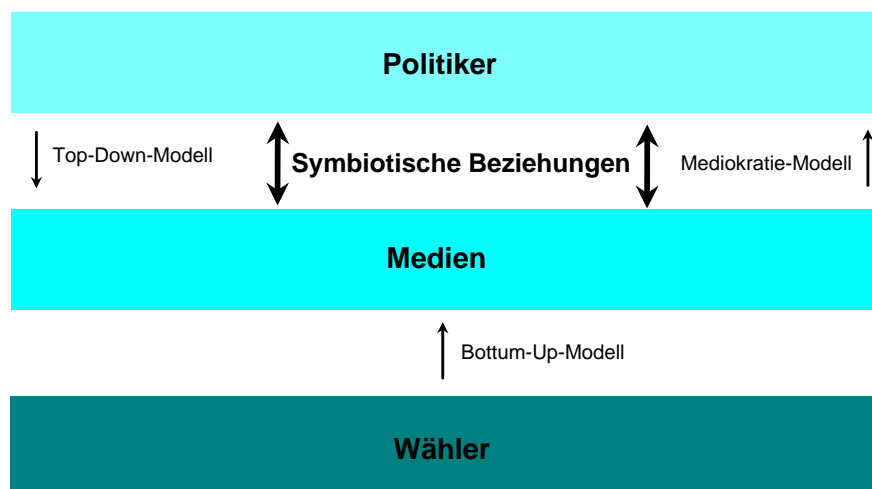 Politiker
Top-Down-Modell
Symbiotische Beziehungen
Mediokratie-Modell
Medien
Bottum-Up-Modell
Wähler